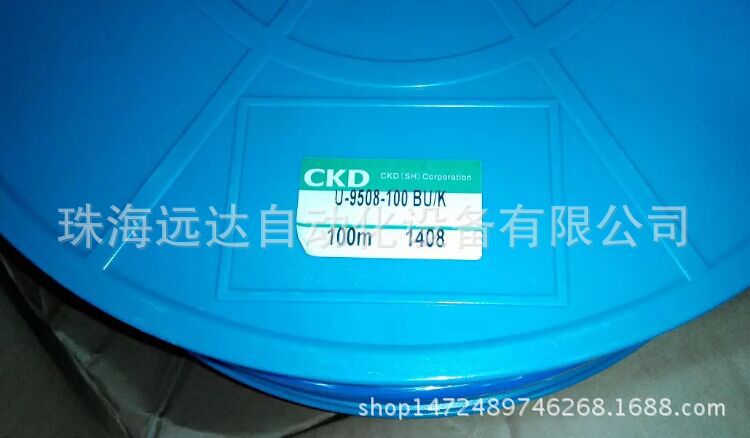 CKD CKD (SH) Corporation
U-9508-100 BU/K
珠海远达自动化设备有限公司
100m 1408
shop1472489746268.1688.com